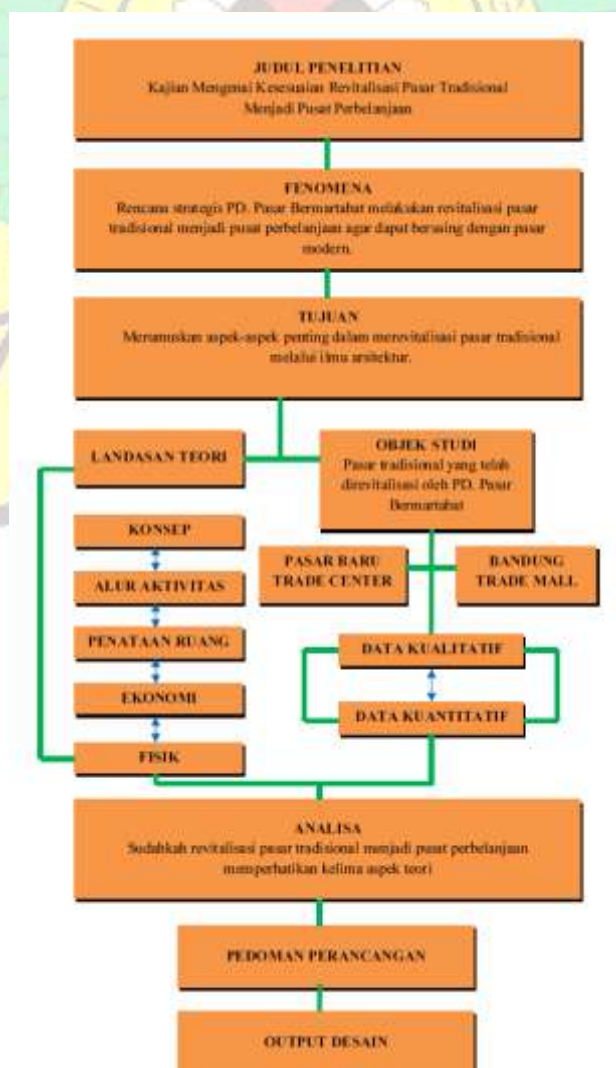 JUDUL PENELITIAN
Kajian Mengenai Kesesuaian Revitalisasi Pasar Tradisional
Menjadi Pusat Perbelanjaan
FENOMENA
Rencana strategis PD. Pasar Bermartabat melakukan revitalisasi pasar
tradisional menjadi pusat perbelanjaan agar dapat bersaing dengan pasar
modern.
TUJUAN
Merumuskan aspek-aspek penting dalam merevitalisasi pasar tradisional
melalui ilmu arsitektur.
LANDASAN TEORI
OBJEK STUDI
Pasar tradisional yang telah
direvitalisasi oleh PD. Pasar
Bermartabat
KONSEP
ALUR AKTIVITAS
PENATAAN RUANG
EKONOMI
FISIK
PASAR BARU
TRADE CENTER
BANDUNG
TRADE MALL
DATA KUALITATIF
DATA KUANTITATIF
ANALISA
Sudahkah revitalisasi pasar tradisional menjadi pusat perbelanjaan
memperhatikan kelima aspek teori
PEDOMAN PERANCANGAN
OUTPUT DESAIN